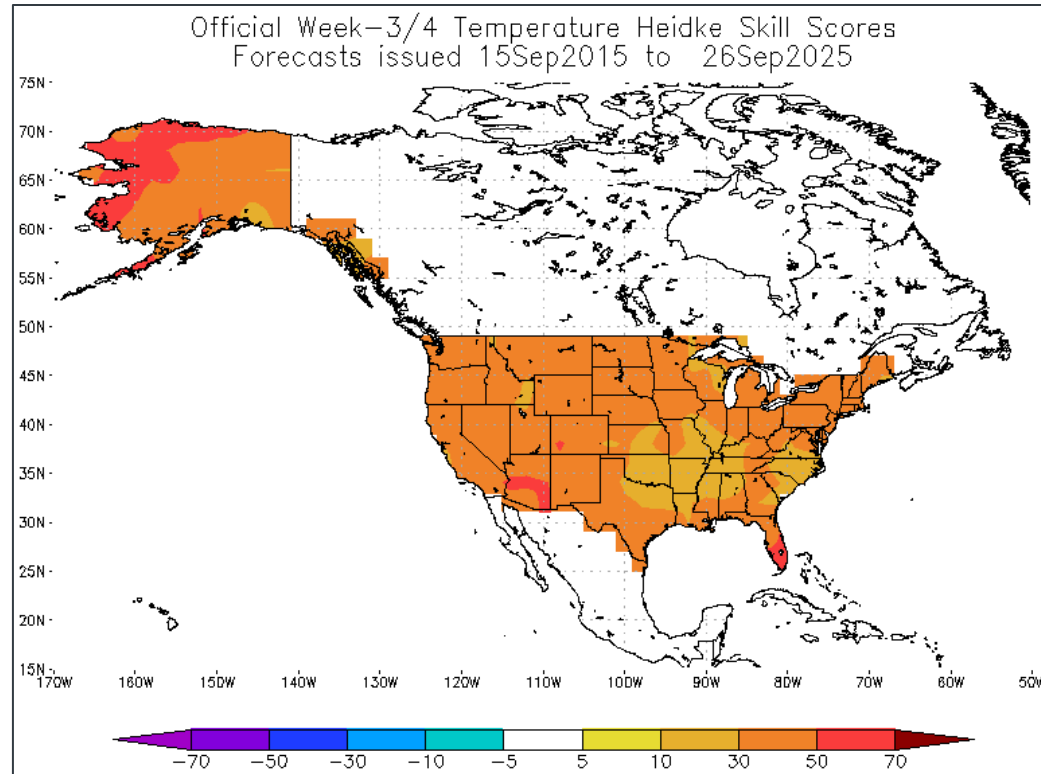 Official Week-3/4 Temperature Heidke Skill Scores
Forecasts issued 15Sep2015 to 26Sep2025
75N
70N
65N
60N
55N
50N
45N
40N
35N
30N
25N
20N
15N
170W 160W 150W 140W 130W 120W 110W 100W 90W 80W 70W 60W 50W
-70 -50 -30 -10 -5 5 10 30 50 70